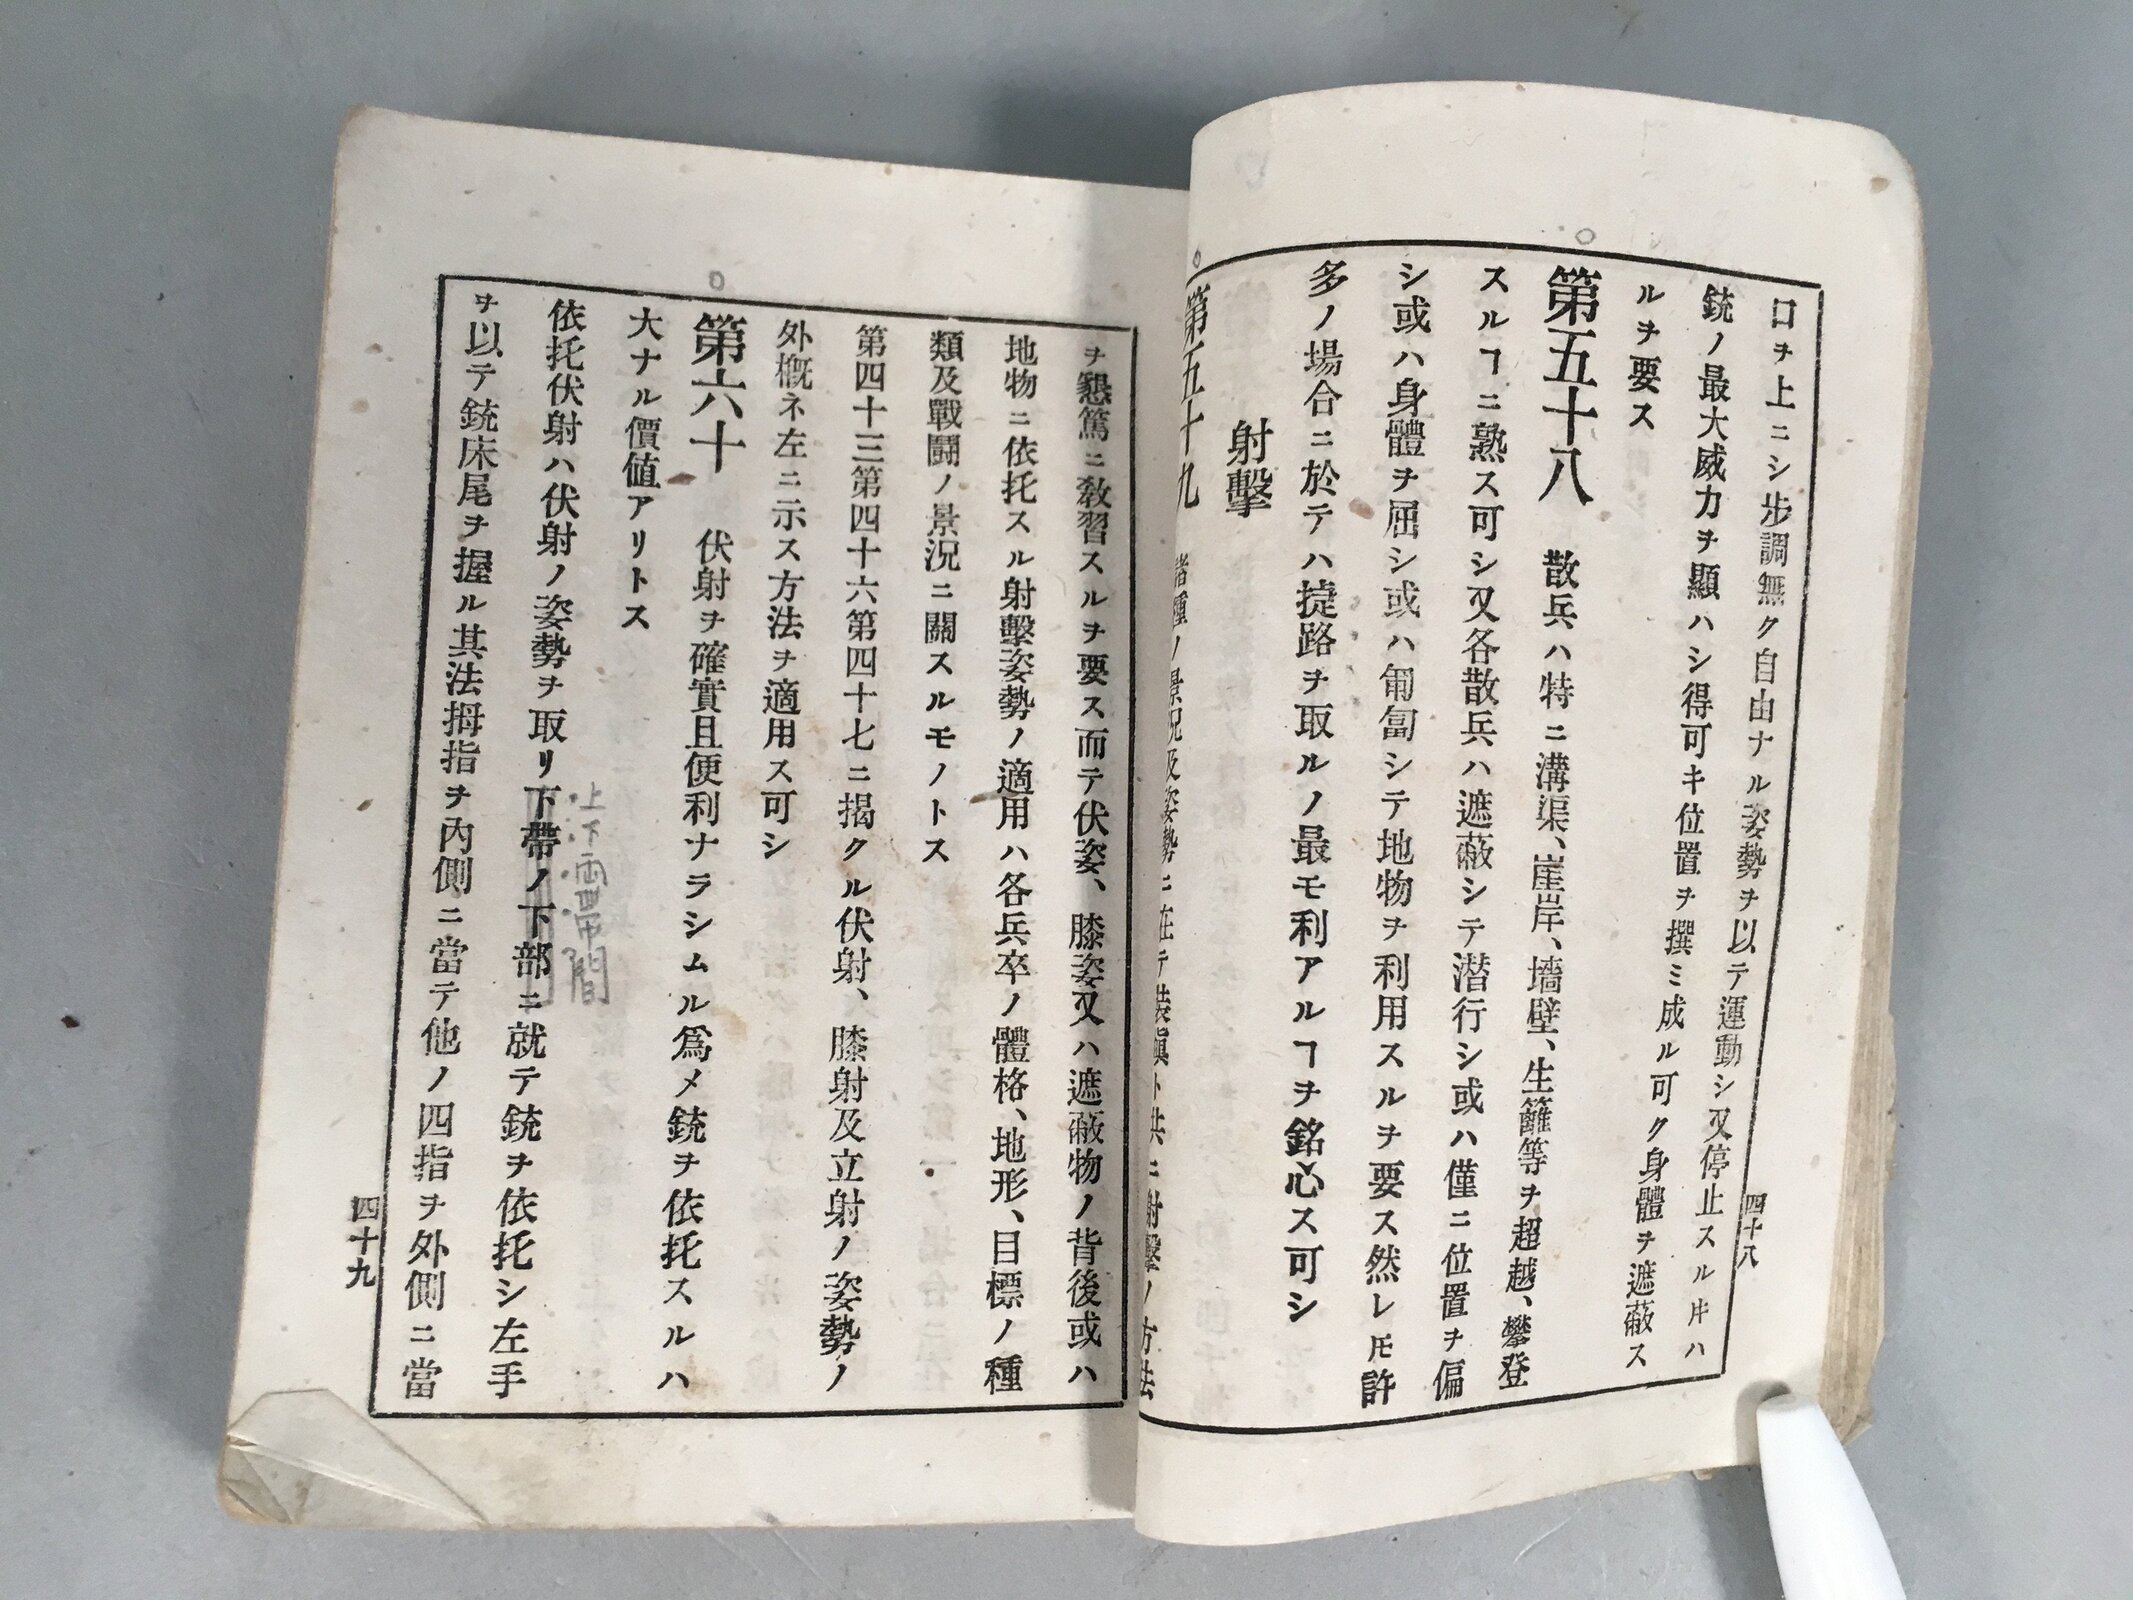 口ヲ上ニシ步調無ク自由ナル姿勢ヲ以テ運動シ又停止スルヰハ
銃ノ最大威力ヲ顯ハシ得可キ位置ヲ撰ミ成ル可ク身體ヲ遮蔽ス
ルヲ要ス
第五十八　散兵ハ特ニ溝渠、崖岸、墻壁、生籬等ヲ超越、攀登
スルヿニ熟ス可シ又各散兵ハ遮蔽シテ潜行シ或ハ僅ニ位置ヲ偏
シ或ハ身體ヲ屈シ或ハ匍匐シテ地物ヲ利用スルヲ要ス然レ𪜈許
多ノ場合ニ於テハ捷路ヲ取ルノ最モ利アルヿヲ銘心ス可シ
射擊
第五十九　諸種ノ景況及姿勢ニ在テ裝塡ト共ニ射擊ノ方法
四十八
ヲ懇篤ニ敎習スルヲ要ス而テ伏姿、膝姿又ハ遮蔽物ノ背後或ハ
地物ニ依托スル射擊姿勢ノ適用ハ各兵卒ノ體格、地形、目標ノ種
類及戰鬪ノ景況ニ關スルモノトス
第四十三第四十六第四十七ニ揭クル伏射、膝射及立射ノ姿勢ノ
外槪ネ左ニ示ス方法ヲ適用ス可シ
第六十　伏射ヲ確實且便利ナラシムル爲メ銃ヲ依托スルハ
大ナル價値アリトス
依托伏射ハ伏射ノ姿勢ヲ取リ下帶ノ下部ニ就テ銃ヲ依托シ左手
上下兩帶間
ヲ以テ銃床尾ヲ握ル其法拇指ヲ內側ニ當テ他ノ四指ヲ外側ニ當
四十九